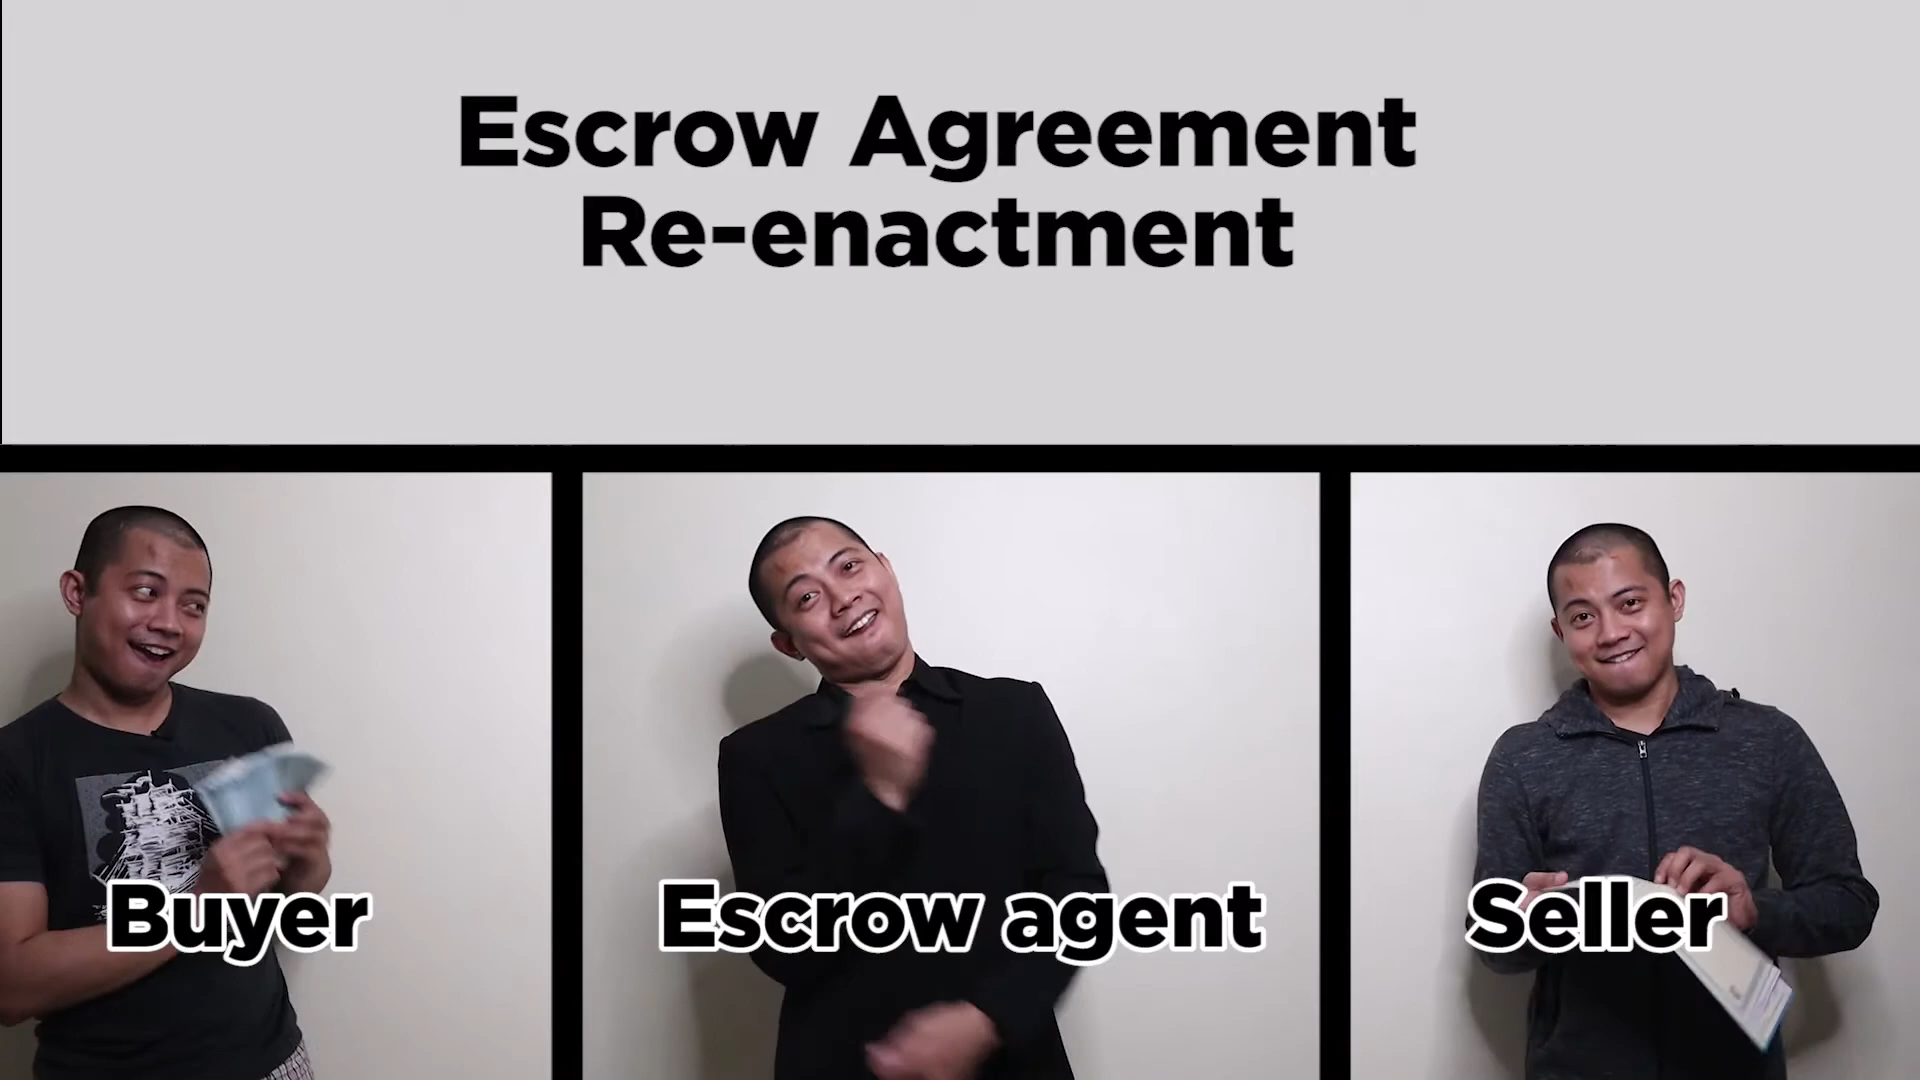 Escrow Agreement
Re-enactment
Buyer
Escrow agent
Seller